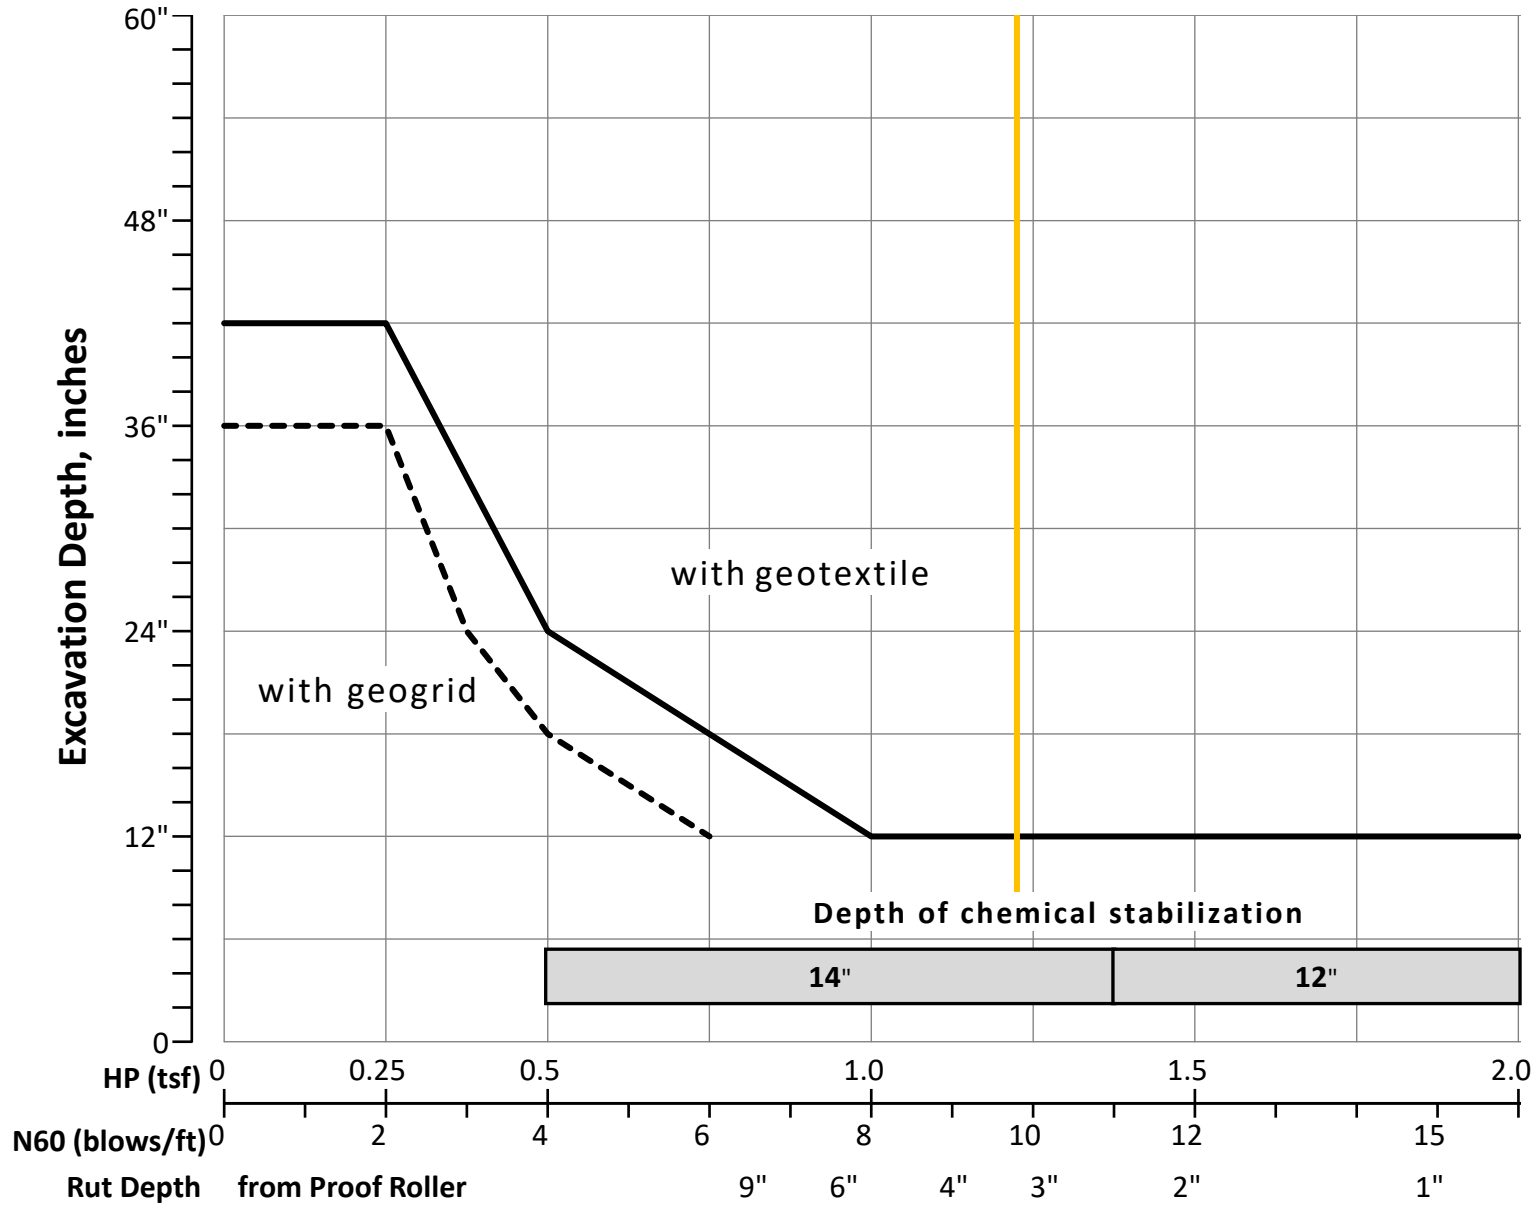 60"
48"
36"
24"
12"
0
Excavation Depth, inches
with geotextile
with geogrid
Depth of chemical stabilization
14" 12"
HP (tsf) 0 0.25 0.5 1.0 1.5 2.0
N60 (blows/ft) 0 2 4 6 8 10 12 15
Rut Depth from Proof Roller 9" 6" 4" 3" 2" 1"